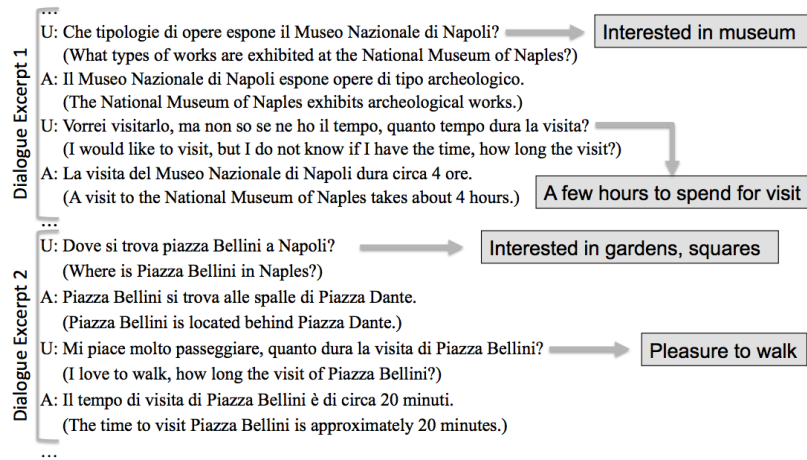 ...
U: Che tipologie di opere espone il Museo Nazionale di Napoli?
Interested in museum
(What types of works are exhibited at the National Museum of Naples?)
A: Il Museo Nazionale di Napoli espone opere di tipo archeologico.
(The National Museum of Naples exhibits archeological works.)
U: Vorrei visitarlo, ma non so se ne ho il tempo, quanto tempo dura la visita?
(I would like to visit, but I do not know if I have the time, how long the visit?)
A: La visita del Museo Nazionale di Napoli dura circa 4 ore.
(A visit to the National Museum of Naples takes about 4 hours.)
A few hours to spend for visit
...
Dialogue Excerpt 1
U: Dove si trova piazza Bellini a Napoli?
Interested in gardens, squares
(Where is Piazza Bellini in Naples?)
A: Piazza Bellini si trova alle spalle di Piazza Dante.
(Piazza Bellini is located behind Piazza Dante.)
U: Mi piace molto passeggiare, quanto dura la visita di Piazza Bellini?
Pleasure to walk
(I love to walk, how long the visit of Piazza Bellini?)
A: Il tempo di visita di Piazza Bellini è di circa 20 minuti.
(The time to visit Piazza Bellini is approximately 20 minutes.)
...
Dialogue Excerpt 2